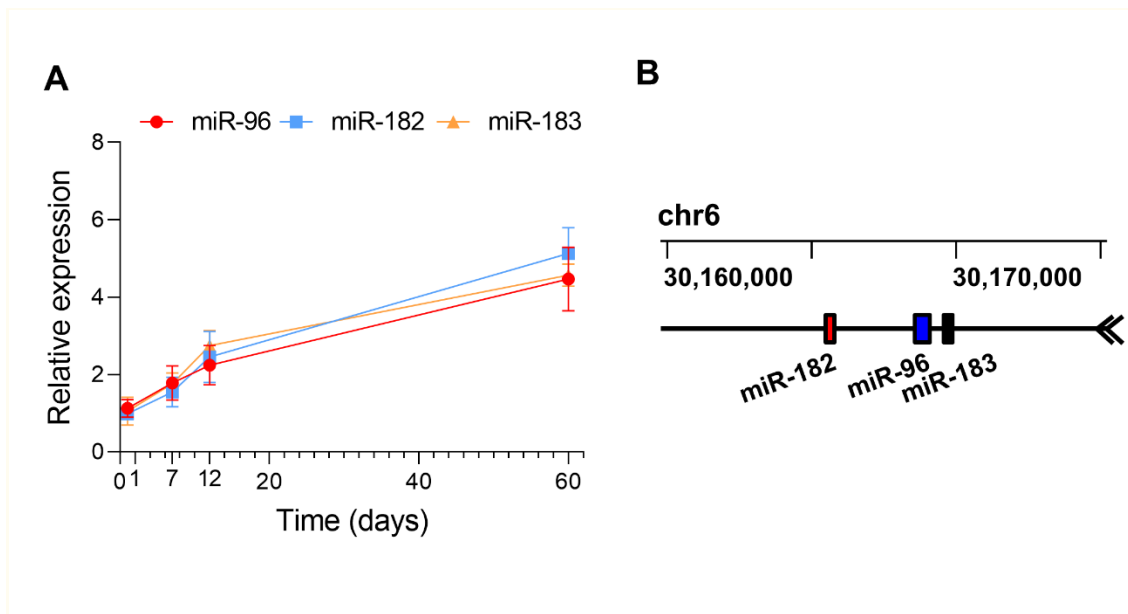 A
miR-96 miR-182 miR-183
8
6
4
2
0
Relative expression
0 1 7 12 20 40 60
Time (days)
B
chr6
30,160,000 30,170,000
miR-182 miR-96 miR-183